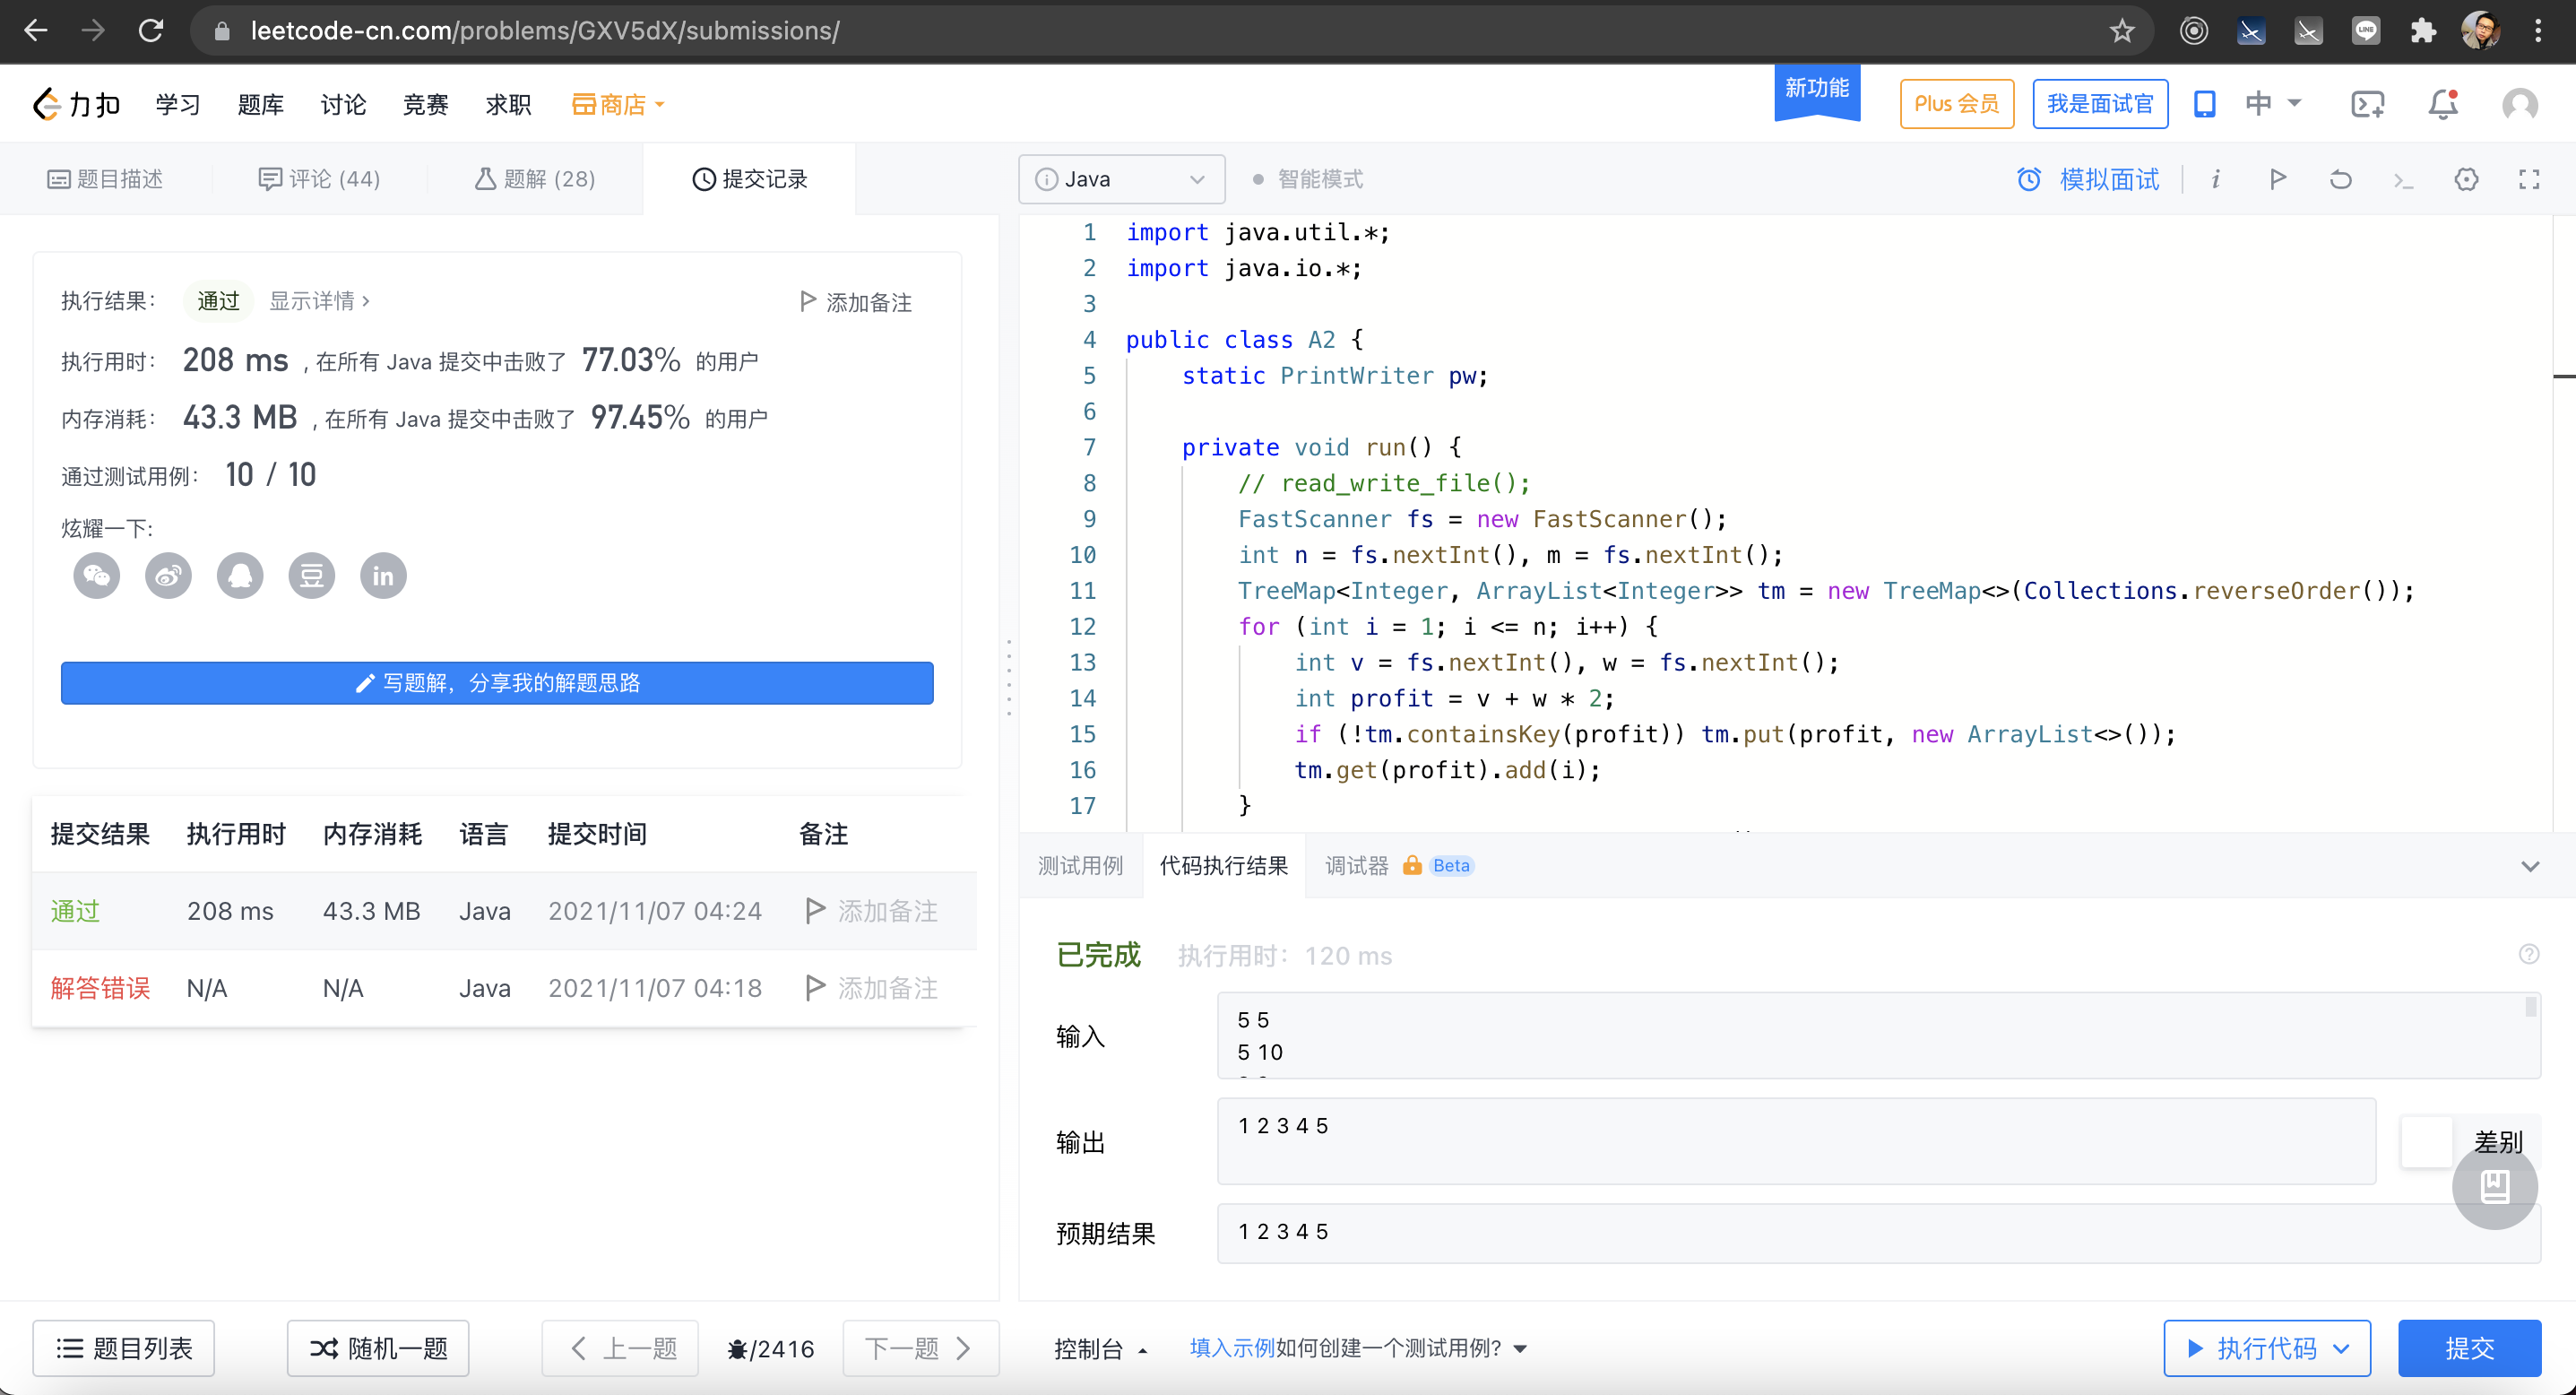 leetcode-cn.com/problems/GXV5dX/submissions/
力扣 学习 题库 讨论 竞赛 求职 商店 新功能 Plus 会员 我是面试官 中
题目描述 评论 (44) 题解 (28) 提交记录
执行结果： 通过 显示详情 > 添加备注
执行用时： 208 ms , 在所有 Java 提交中击败了 77.03% 的用户
内存消耗： 43.3 MB , 在所有 Java 提交中击败了 97.45% 的用户
通过测试用例： 10 / 10
炫耀一下:
写题解，分享我的解题思路
提交结果 执行用时 内存消耗 语言 提交时间 备注
通过 208 ms 43.3 MB Java 2021/11/07 04:24 添加备注
解答错误 N/A N/A Java 2021/11/07 04:18 添加备注
题目列表 随机一题 上一题 /2416 下一题
Java 智能模式 模拟面试
1 import java.util.*;
2 import java.io.*;
3
4 public class A2 {
5 static PrintWriter pw;
6
7 private void run() {
8 // read_write_file();
9 FastScanner fs = new FastScanner();
10 int n = fs.nextInt(), m = fs.nextInt();
11 TreeMap<Integer, ArrayList<Integer>> tm = new TreeMap<>(Collections.reverseOrder());
12 for (int i = 1; i <= n; i++) {
13 int v = fs.nextInt(), w = fs.nextInt();
14 int profit = v + w * 2;
15 if (!tm.containsKey(profit)) tm.put(profit, new ArrayList<>());
16 tm.get(profit).add(i);
17 }
测试用例 代码执行结果 调试器 Beta
已完成 执行用时： 120 ms
输入
5 5
5 10
输出
1 2 3 4 5
差别
预期结果
1 2 3 4 5
控制台 填入示例 如何创建一个测试用例? 执行代码 提交